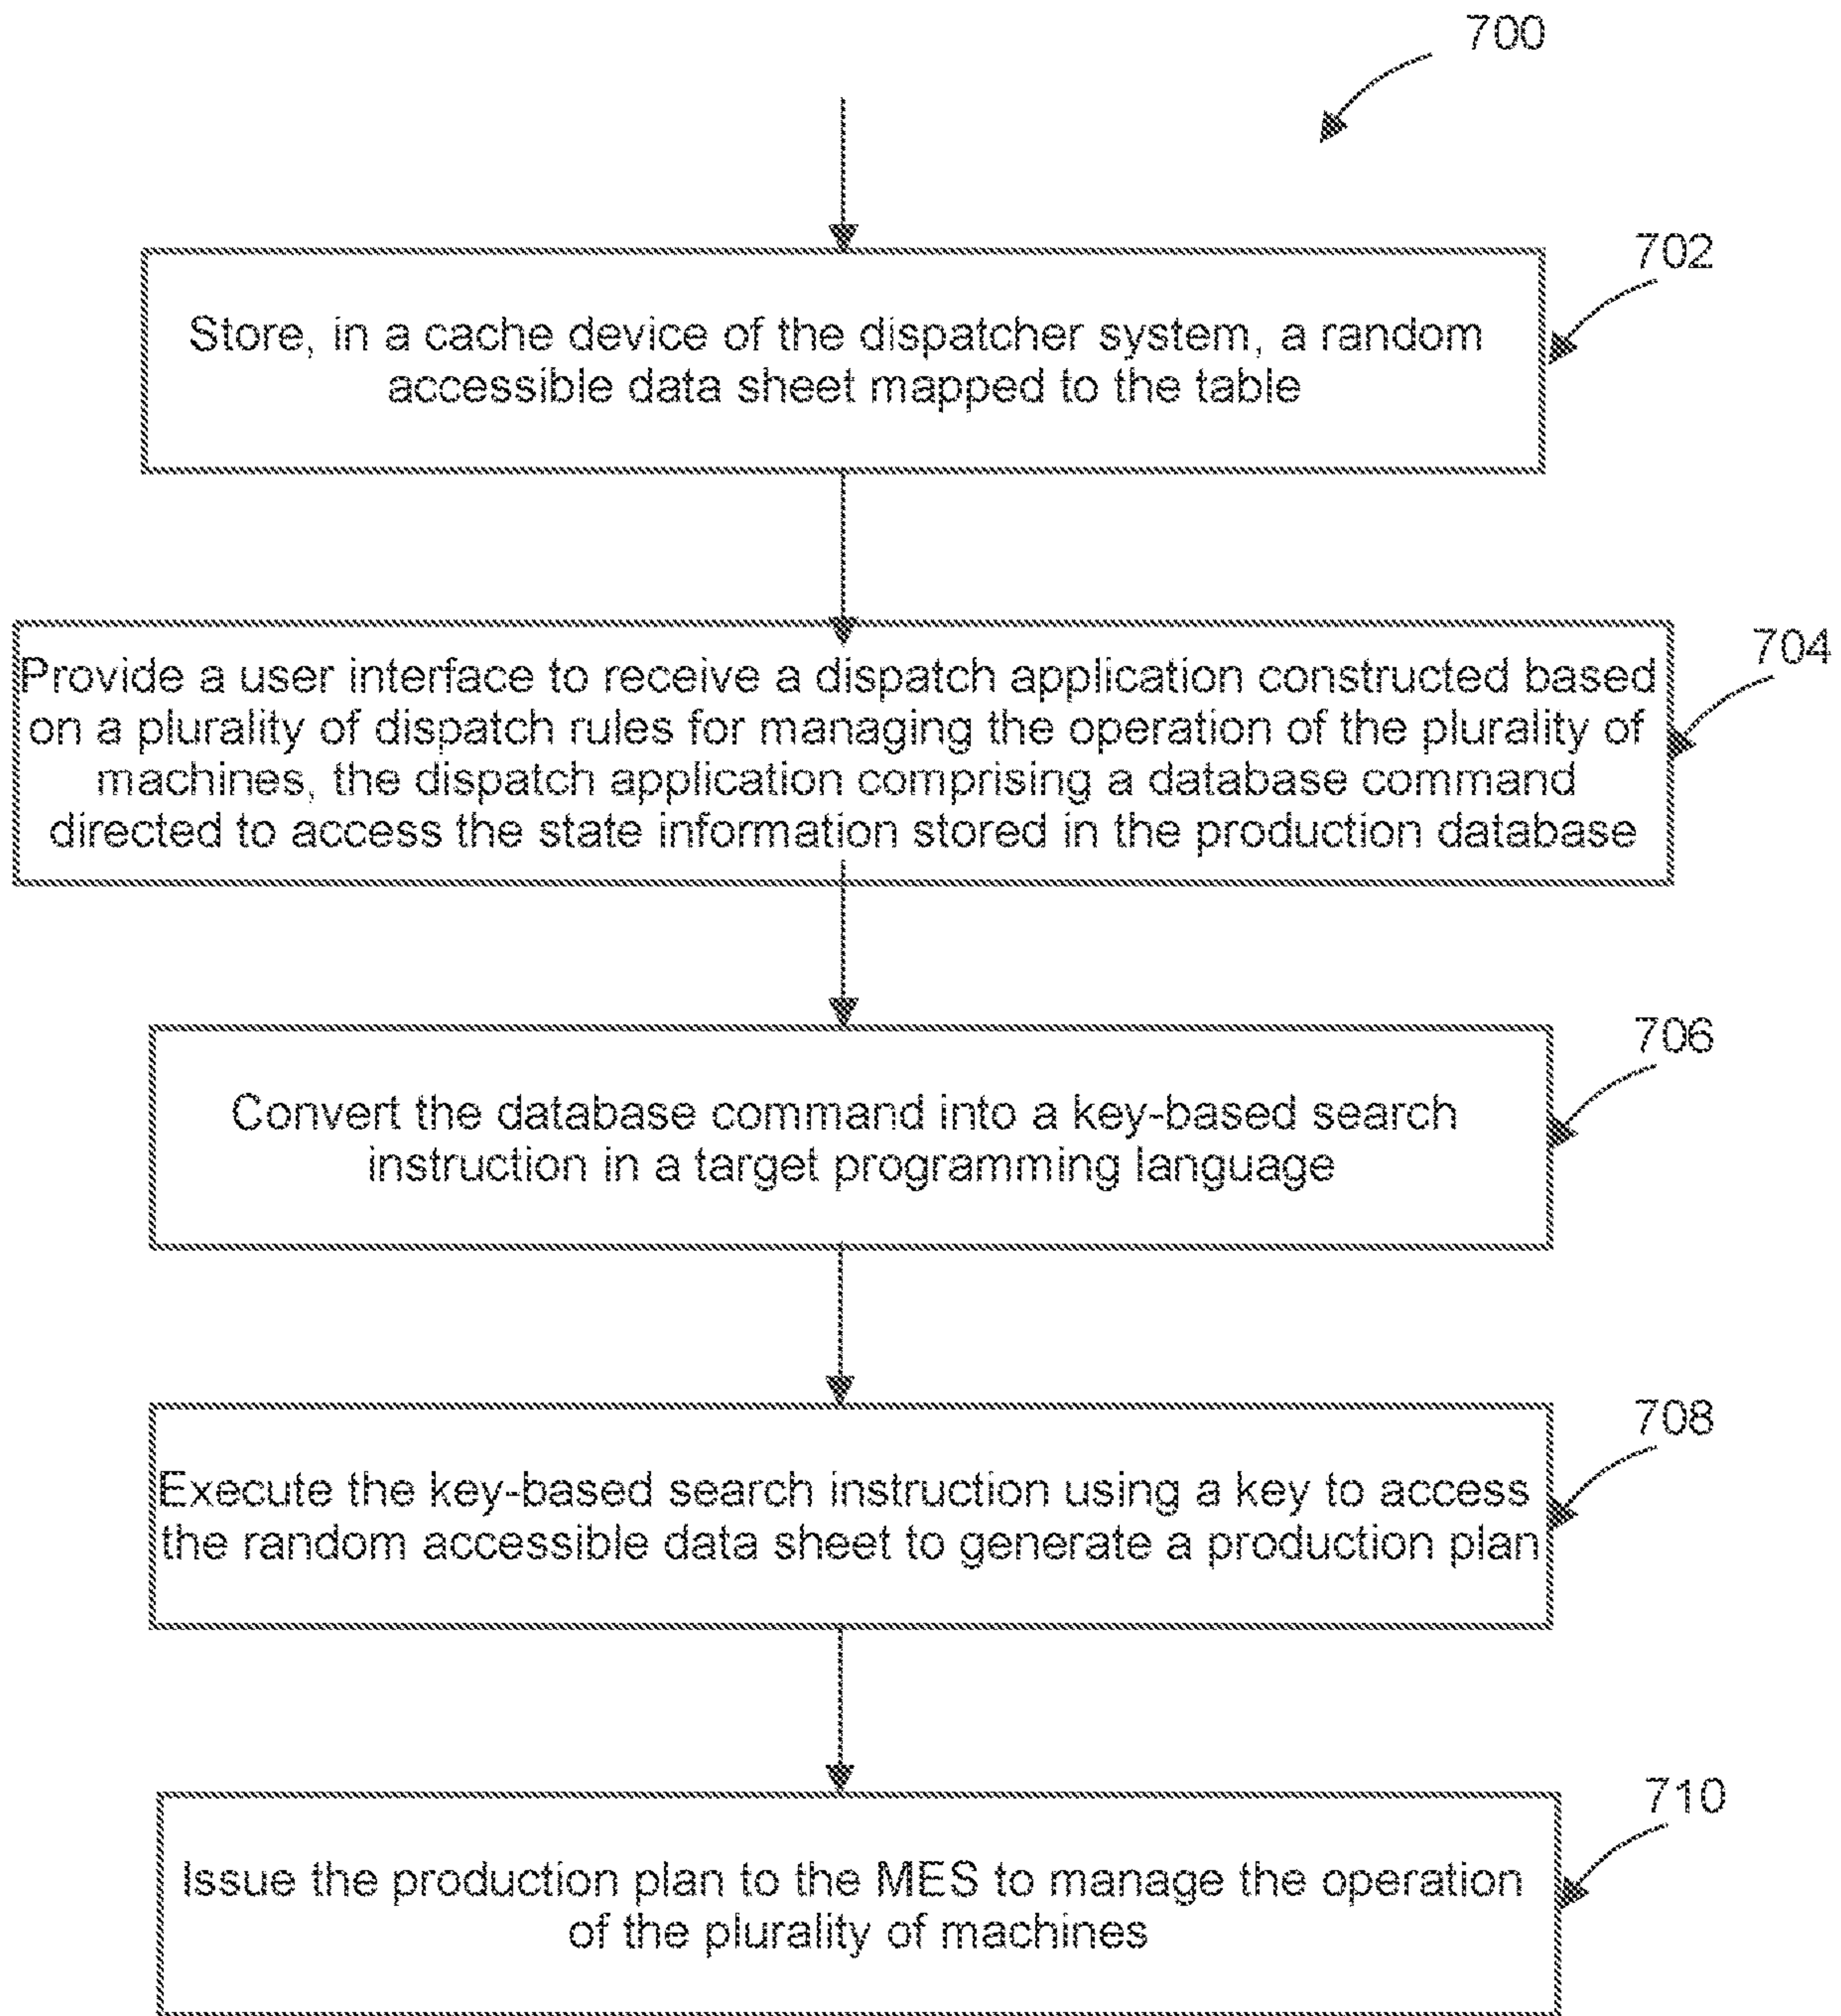 700
702
Store, in a cache device of the dispatcher system, a random
accessible data sheet mapped to the table
704
Provide a user interface to receive a dispatch application constructed based
on a plurality of dispatch rules for managing the operation of the plurality of
machines, the dispatch application comprising a database command
directed to access the state information stored in the production database
706
Convert the database command into a key-based search
instruction in a target programming language
708
Execute the key-based search instruction using a key to access
the random accessible data sheet to generate a production plan
710
Issue the production plan to the MES to manage the operation
of the plurality of machines